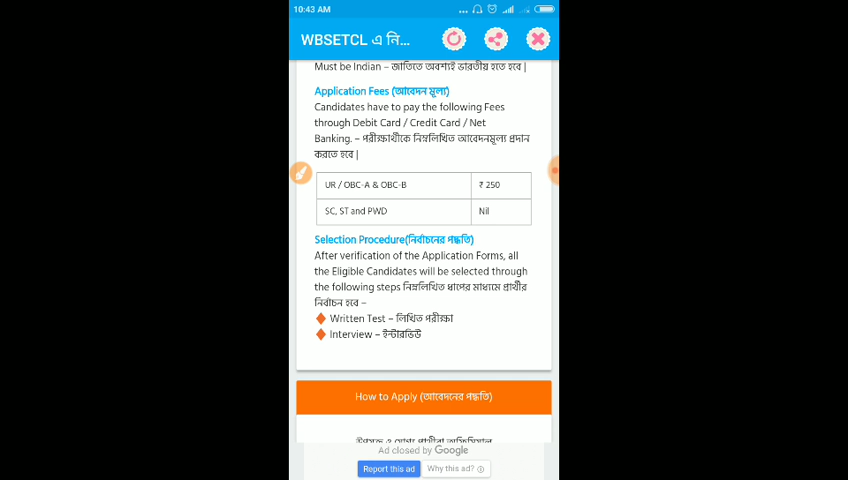 10:43 AM
WBSETCL এ নি...
Must be Indian – জাতিতে অবশ্যই ভারতীয় হতে হবে |
Application Fees (আবেদন মূল্য)
Candidates have to pay the following Fees
through Debit Card / Credit Card / Net
Banking. – পরীক্ষার্থীকে নিম্নলিখিত আবেদনমূল্য প্রদান
করতে হবে |
UR / OBC-A & OBC-B ₹ 250
SC, ST and PWD Nil
Selection Procedure(নির্বাচনের পদ্ধতি)
After verification of the Application Forms, all
the Eligible Candidates will be selected through
the following steps নিম্নলিখিত ধাপের মাধ্যমে প্রার্থীর
নির্বাচন হবে –
Written Test – লিখিত পরীক্ষা
Interview – ইন্টারভিউ
How to Apply (আবেদনের পদ্ধতি)
Ad closed by Google
Report this ad Why this ad?